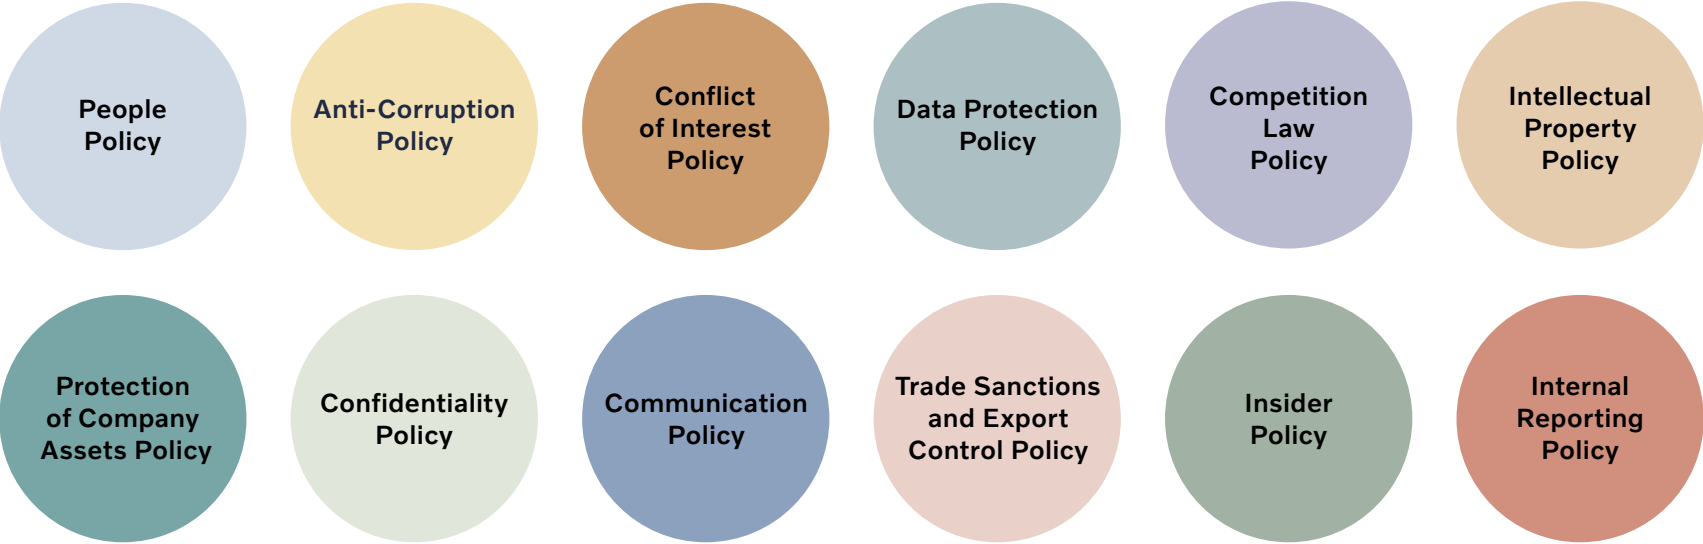 People
Policy
Anti-Corruption
Policy
Conflict
of Interest
Policy
Data Protection
Policy
Competition
Law
Policy
Intellectual
Property
Policy
Protection
of Company
Assets Policy
Confidentiality
Policy
Communication
Policy
Trade Sanctions
and Export
Control Policy
Insider
Policy
Internal
Reporting
Policy